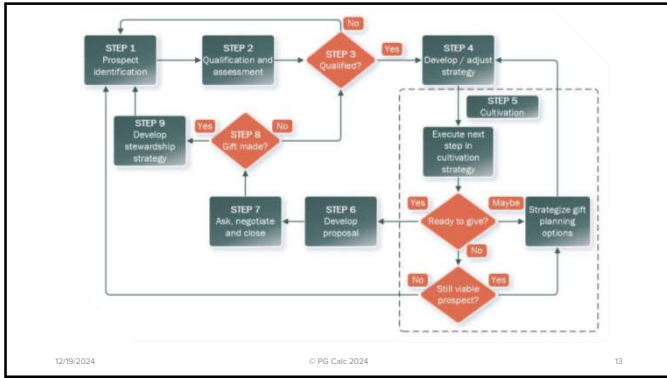 No
STEP 1
Prospect
identification
STEP 2
Qualification and
assessment
STEP 3
Qualified?
Yes
STEP 4
Develop / adjust
strategy
STEP 5
Cultivation
STEP 9
Develop
stewardship
strategy
Yes
STEP 8
Gift made?
No
Execute next
step in
cultivation
strategy
STEP 7
Ask, negotiate
and close
STEP 6
Develop
proposal
Yes
Ready to give?
Maybe
Strategize gift
planning
options
No
No
Still viable
prospect?
Yes
12/19/2024
© PG Calc 2024
13